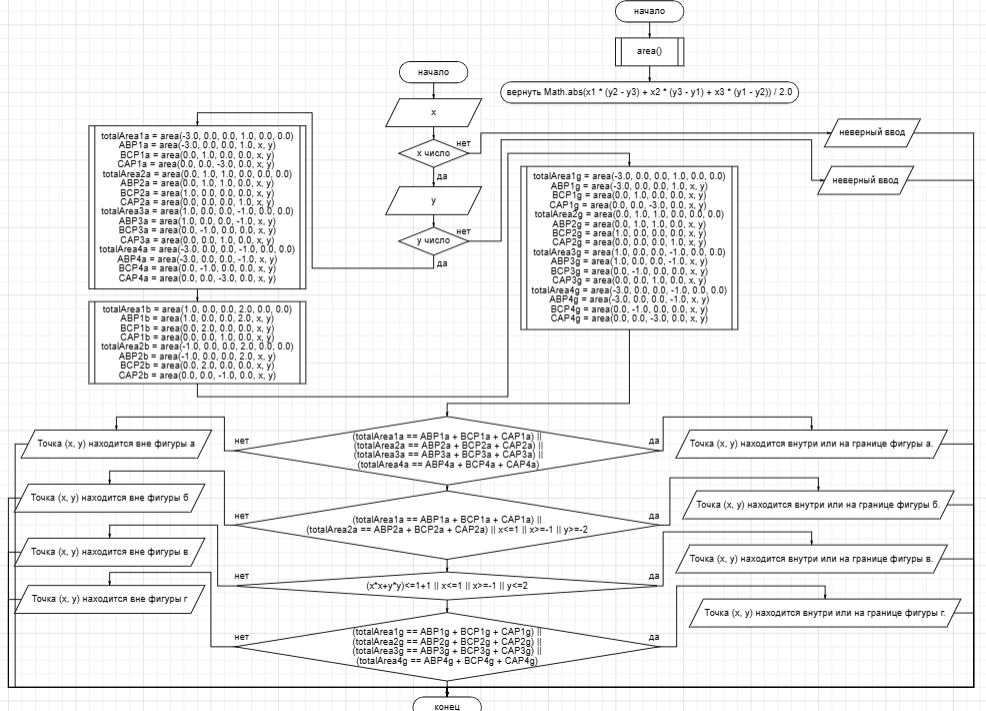 начало
area()
вернуть Math.abs(x1 * (y2 - y3) + x2 * (y3 - y1) + x3 * (y1 - y2)) / 2.0
начало
x
x число
нет
да
y
y число
нет
да
неверный ввод
неверный ввод
totalArea1a = area(-3.0, 0.0, 0.0, 1.0, 0.0, 0.0)
ABP1a = area(-3.0, 0.0, 0.0, 1.0, x, y)
BCP1a = area(0.0, 1.0, 0.0, 0.0, x, y)
CAP1a = area(0.0, 0.0, -3.0, 0.0, x, y)
totalArea2a = area(0.0, 1.0, 1.0, 0.0, 0.0, 0.0)
ABP2a = area(0.0, 1.0, 1.0, 0.0, x, y)
BCP2a = area(1.0, 0.0, 0.0, 0.0, x, y)
CAP2a = area(0.0, 0.0, 0.0, 1.0, x, y)
totalArea3a = area(1.0, 0.0, 0.0, -1.0, 0.0, 0.0)
ABP3a = area(1.0, 0.0, 0.0, -1.0, x, y)
BCP3a = area(0.0, -1.0, 0.0, 0.0, x, y)
CAP3a = area(0.0, 0.0, 1.0, 0.0, x, y)
totalArea4a = area(-3.0, 0.0, 0.0, -1.0, 0.0, 0.0)
ABP4a = area(-3.0, 0.0, 0.0, -1.0, x, y)
BCP4a = area(0.0, -1.0, 0.0, 0.0, x, y)
CAP4a = area(0.0, 0.0, -3.0, 0.0, x, y)
totalArea1b = area(1.0, 0.0, 0.0, 2.0, 0.0, 0.0)
ABP1b = area(1.0, 0.0, 0.0, 2.0, x, y)
BCP1b = area(0.0, 2.0, 0.0, 0.0, x, y)
CAP1b = area(0.0, 0.0, 1.0, 0.0, x, y)
totalArea2b = area(-1.0, 0.0, 0.0, 2.0, 0.0, 0.0)
ABP2b = area(-1.0, 0.0, 0.0, 2.0, x, y)
BCP2b = area(0.0, 2.0, 0.0, 0.0, x, y)
CAP2b = area(0.0, 0.0, -1.0, 0.0, x, y)
totalArea1g = area(-3.0, 0.0, 0.0, 1.0, 0.0, 0.0)
ABP1g = area(-3.0, 0.0, 0.0, 1.0, x, y)
BCP1g = area(0.0, 1.0, 0.0, 0.0, x, y)
CAP1g = area(0.0, 0.0, -3.0, 0.0, x, y)
totalArea2g = area(0.0, 1.0, 1.0, 0.0, 0.0, 0.0)
ABP2g = area(0.0, 1.0, 1.0, 0.0, x, y)
BCP2g = area(1.0, 0.0, 0.0, 0.0, x, y)
CAP2g = area(0.0, 0.0, 0.0, 1.0, x, y)
totalArea3g = area(1.0, 0.0, 0.0, -1.0, 0.0, 0.0)
ABP3g = area(1.0, 0.0, 0.0, -1.0, x, y)
BCP3g = area(0.0, -1.0, 0.0, 0.0, x, y)
CAP3g = area(0.0, 0.0, 1.0, 0.0, x, y)
totalArea4g = area(-3.0, 0.0, 0.0, -1.0, 0.0, 0.0)
ABP4g = area(-3.0, 0.0, 0.0, -1.0, x, y)
BCP4g = area(0.0, -1.0, 0.0, 0.0, x, y)
CAP4g = area(0.0, 0.0, -3.0, 0.0, x, y)
нет
(totalArea1a == ABP1a + BCP1a + CAP1a) ||
(totalArea2a == ABP2a + BCP2a + CAP2a) ||
(totalArea3a == ABP3a + BCP3a + CAP3a) ||
(totalArea4a == ABP4a + BCP4a + CAP4a)
да
Точка (x, y) находится вне фигуры а
Точка (x, y) находится внутри или на границе фигуры а.
нет
(totalArea1a == ABP1a + BCP1a + CAP1a) ||
(totalArea2a == ABP2a + BCP2a + CAP2a) || x<=1 || x>=-1 || y>=-2
да
Точка (x, y) находится вне фигуры б
Точка (x, y) находится внутри или на границе фигуры б.
нет
(x*x+y*y)<=1+1 || x<=1 || x>=-1 || y<=2
да
Точка (x, y) находится вне фигуры в
Точка (x, y) находится внутри или на границе фигуры в.
нет
(totalArea1g == ABP1g + BCP1g + CAP1g) ||
(totalArea2g == ABP2g + BCP2g + CAP2g) ||
(totalArea3g == ABP3g + BCP3g + CAP3g) ||
(totalArea4g == ABP4g + BCP4g + CAP4g)
да
Точка (x, y) находится вне фигуры г
Точка (x, y) находится внутри или на границе фигуры г.
конец